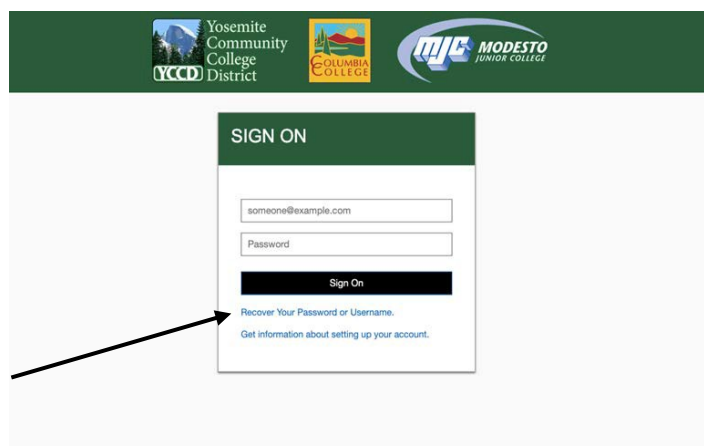 Yosemite
Community
College
District
YCCD
COLUMBIA
COLLEGE
MJC
MODESTO
JUNIOR COLLEGE
SIGN ON
someone@example.com
Password
Sign On
Recover Your Password or Username.
Get information about setting up your account.